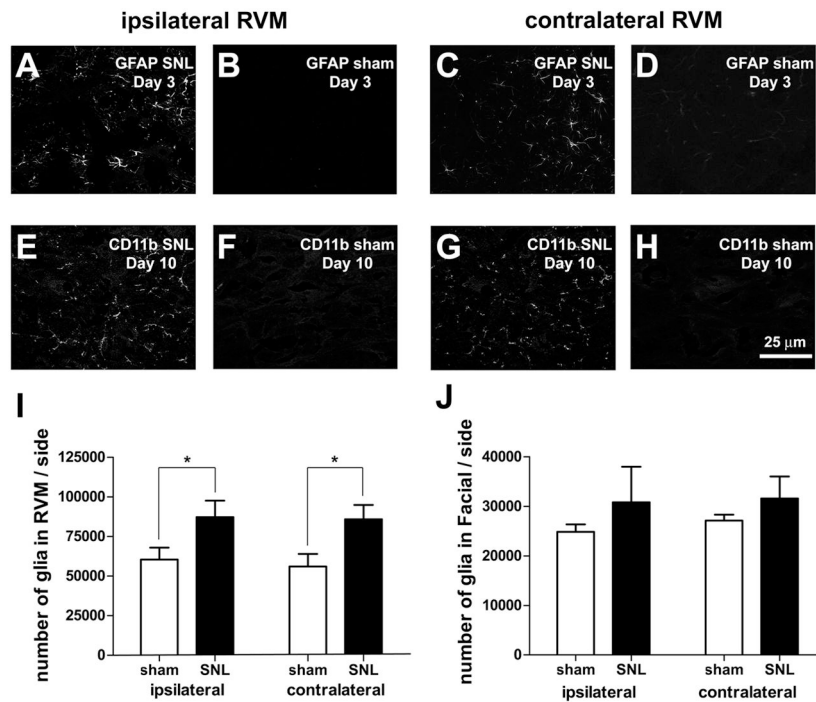 ipsilateral RVM
contralateral RVM
A
GFAP SNL
Day 3
B
GFAP sham
Day 3
C
GFAP SNL
Day 3
D
GFAP sham
Day 3
E
CD11b SNL
Day 10
F
CD11b sham
Day 10
G
CD11b SNL
Day 10
H
CD11b sham
Day 10
25 μm
I
number of glia in RVM / side
125000
100000
75000
50000
25000
0
sham SNL sham SNL
ipsilateral contralateral
* *
J
number of glia in Facial / side
40000
30000
20000
10000
0
sham SNL sham SNL
ipsilateral contralateral